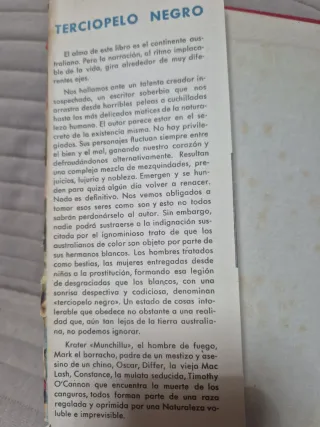 TERCIOPELO NEGRO
El alma de este libro es el continente aus-
traliano. Pero la narración, al ritmo implaca-
ble de la vida, gira alrededor de muy dife-
rentes ejes.
Nos hallamos ante un talento creador in-
sospechado, un escritor soberbio que nos
arrastra desde horribles peleas a cuchilladas
hasta los más delicados matices de la natura-
leza humana. El autor parece estar en el se-
creto de la existencia misma. No hay privile-
giados. Sus personajes fluctúan siempre entre
el bien y el mal, ganando nuestro corazón y
defraudándonos alternativamente. Resultan
una compleja mezcla de mezquindades, pre-
juicios, lujuria y nobleza. Emergen y se hun-
den para quizá algún día volver a renacer.
Nada es definitivo. Nos vemos obligados a
tomar esos seres como son y esto no todos
sabrán perdonárselo al autor. Sin embargo,
nadie podrá sustraerse a la indignación sus-
citada por el ignominioso trato de que los
australianos de color son objeto por parte de
sus hermanos blancos. Los hombres tratados
como bestias, las mujeres entregadas desde
niñas a la prostitución, formando esa legión
de desgraciadas que los blancos, con una
sonrisa despectiva y codiciosa, denominan
«terciopelo negro». Un estado de cosas into-
lerable que obedece no obstante a una reali-
dad que, aun tan lejos de la tierra australia-
na, no podemos ignorar.
Krater «Munchillu», el hombre de fuego,
Mark el borracho, padre de un mestizo y ase-
sino de un chino, Oscar, Differ, la vieja Mac
Lash, Constance, la mulata seducida, Timothy
O'Cannon que encuentra la muerte de las
canguros, todos forman parte de una raza
regalada y oprimida por una Naturaleza vo-
luble e imprevisible.